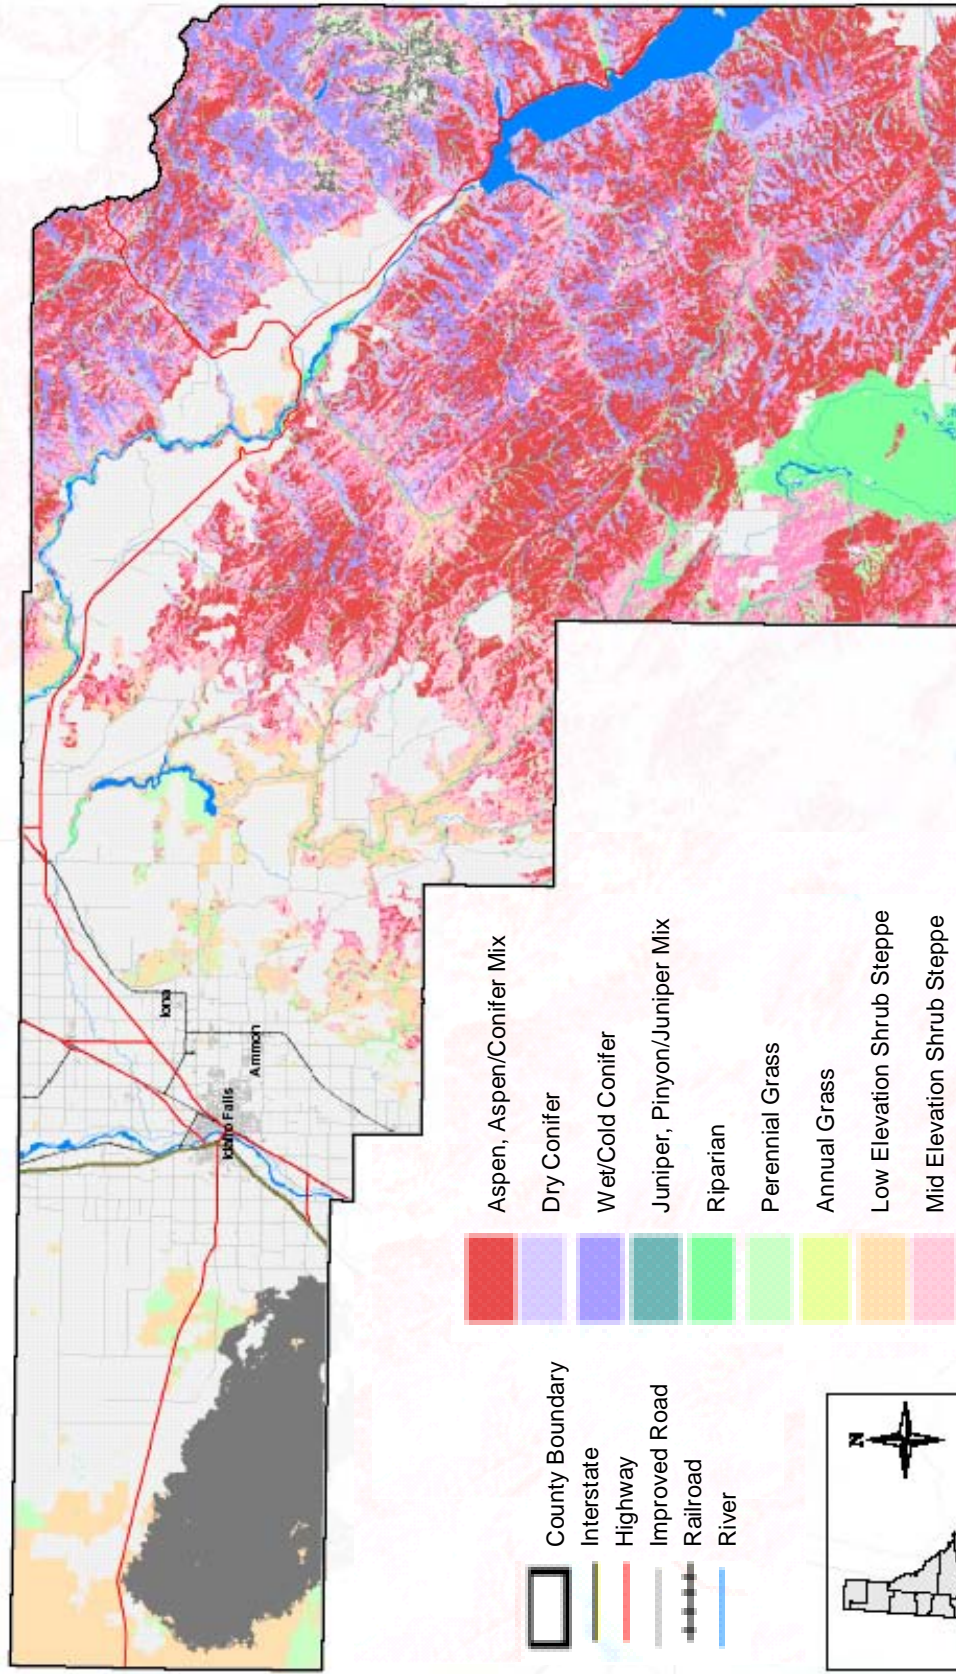 Iona
Ammon
Idaho Falls
County Boundary
Interstate
Highway
Improved Road
Railroad
River
Aspen, Aspen/Conifer Mix
Dry Conifer
Wet/Cold Conifer
Juniper, Pinyon/Juniper Mix
Riparian
Perennial Grass
Annual Grass
Low Elevation Shrub Steppe
Mid Elevation Shrub Steppe
N